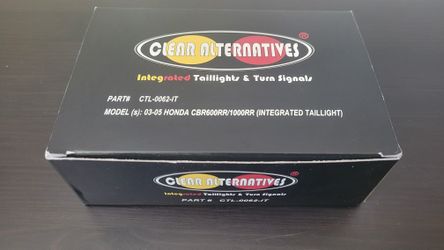 CLEAR ALTERNATIVES ®
Integrated Taillights & Turn Signals
PART# CTL-0062-IT
MODEL (s): 03-05 HONDA CBR600RR/1000RR (INTEGRATED TAILLIGHT)
CLEAR ALTERNATIVES ®
Integrated Taillights & Turn Signals
PART # CTL-0062-IT